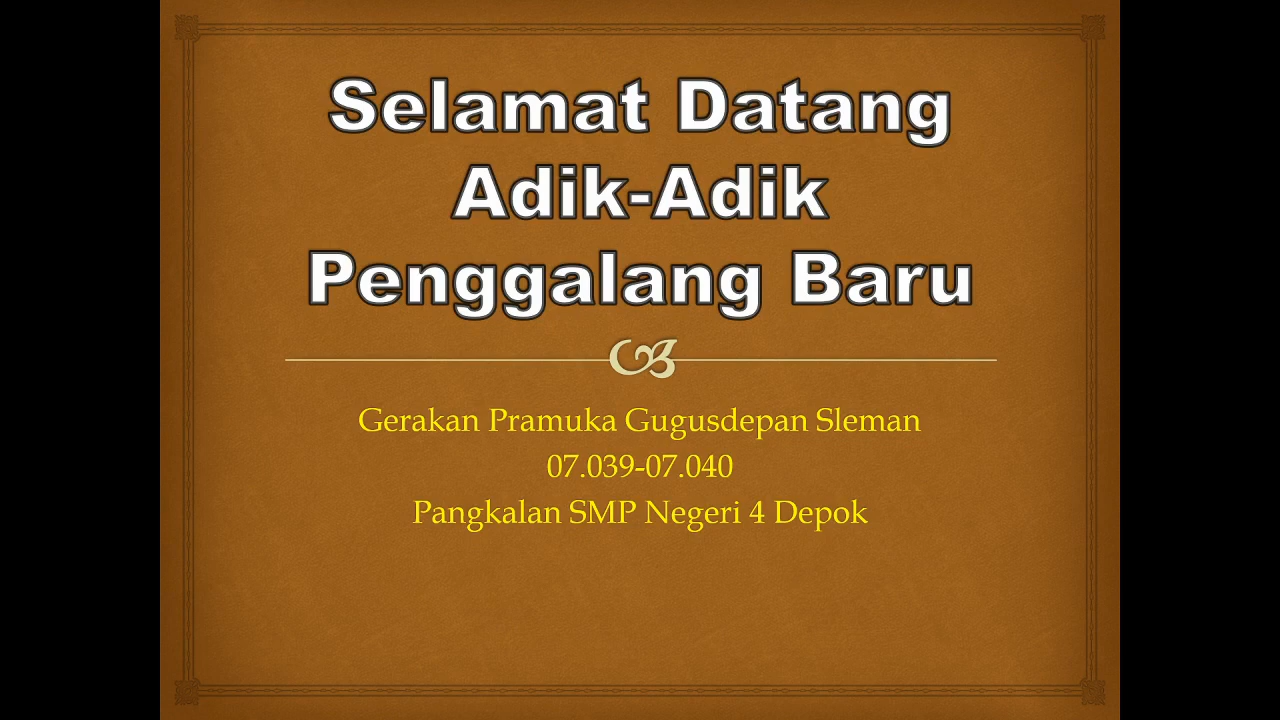 Selamat Datang
Adik-Adik
Penggalang Baru
Gerakan Pramuka Gugusdepan Sleman
07.039-07.040
Pangkalan SMP Negeri 4 Depok